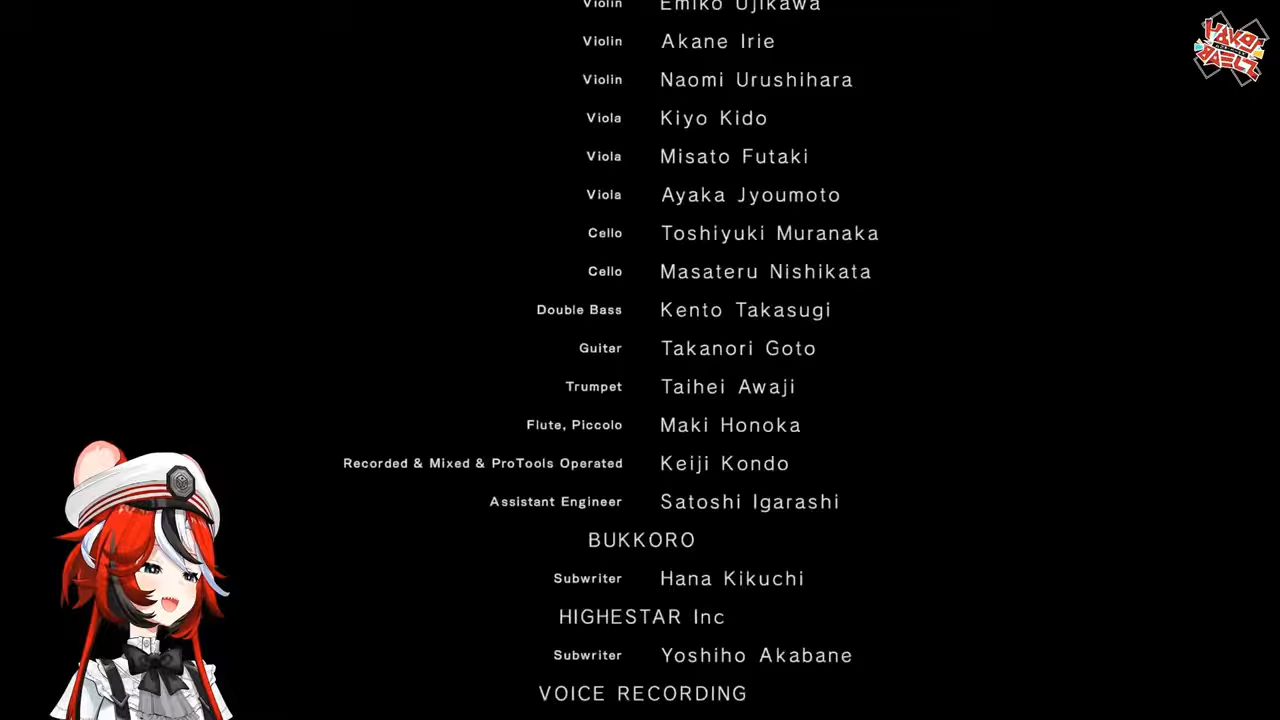 Violin Emiko Ujikawa
Violin Akane Irie
Violin Naomi Urushihara
Viola Kiyo Kido
Viola Misato Futaki
Viola Ayaka Jyoumoto
Cello Toshiyuki Muranaka
Cello Masateru Nishikata
Double Bass Kento Takasugi
Guitar Takanori Goto
Trumpet Taihei Awaji
Flute, Piccolo Maki Honoka
Recorded & Mixed & ProTools Operated Keiji Kondo
Assistant Engineer Satoshi Igarashi
BUKKORO
Subwriter Hana Kikuchi
HIGHESTAR Inc
Subwriter Yoshiho Akabane
VOICE RECORDING
HAKOS
BAELZ